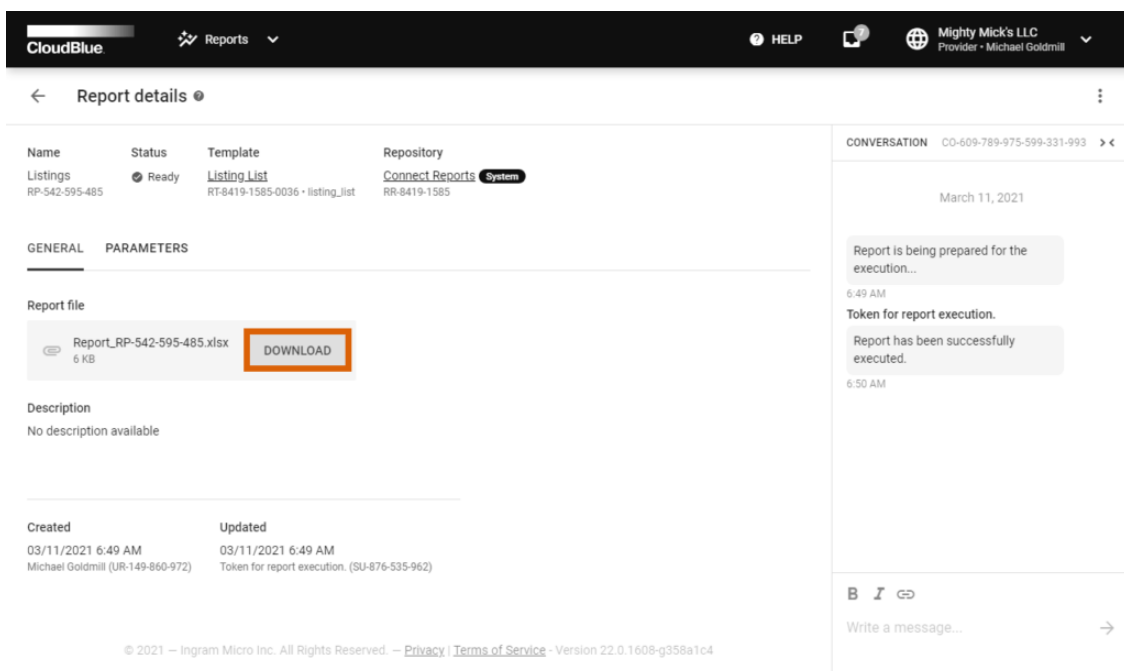 CloudBlue
Reports
HELP
7
Mighty Mick's LLC
Provider • Michael Goldmill
Report details
Name
Status
Template
Repository
Listings
Ready
Listing List
Connect Reports System
RP-542-595-485
RT-8419-1585-0036 • listing_list
RR-8419-1585
GENERAL PARAMETERS
Report file
Report_RP-542-595-485.xlsx
6 KB
DOWNLOAD
Description
No description available
Created
Updated
03/11/2021 6:49 AM
03/11/2021 6:49 AM
Michael Goldmill (UR-149-860-972)
Token for report execution. (SU-876-535-962)
© 2021 — Ingram Micro Inc. All Rights Reserved. — Privacy | Terms of Service - Version 22.0.1608-g358a1c4
CONVERSATION CO-609-789-975-599-331-993
March 11, 2021
Report is being prepared for the
execution...
6:49 AM
Token for report execution.
Report has been successfully
executed.
6:50 AM
B I
Write a message...